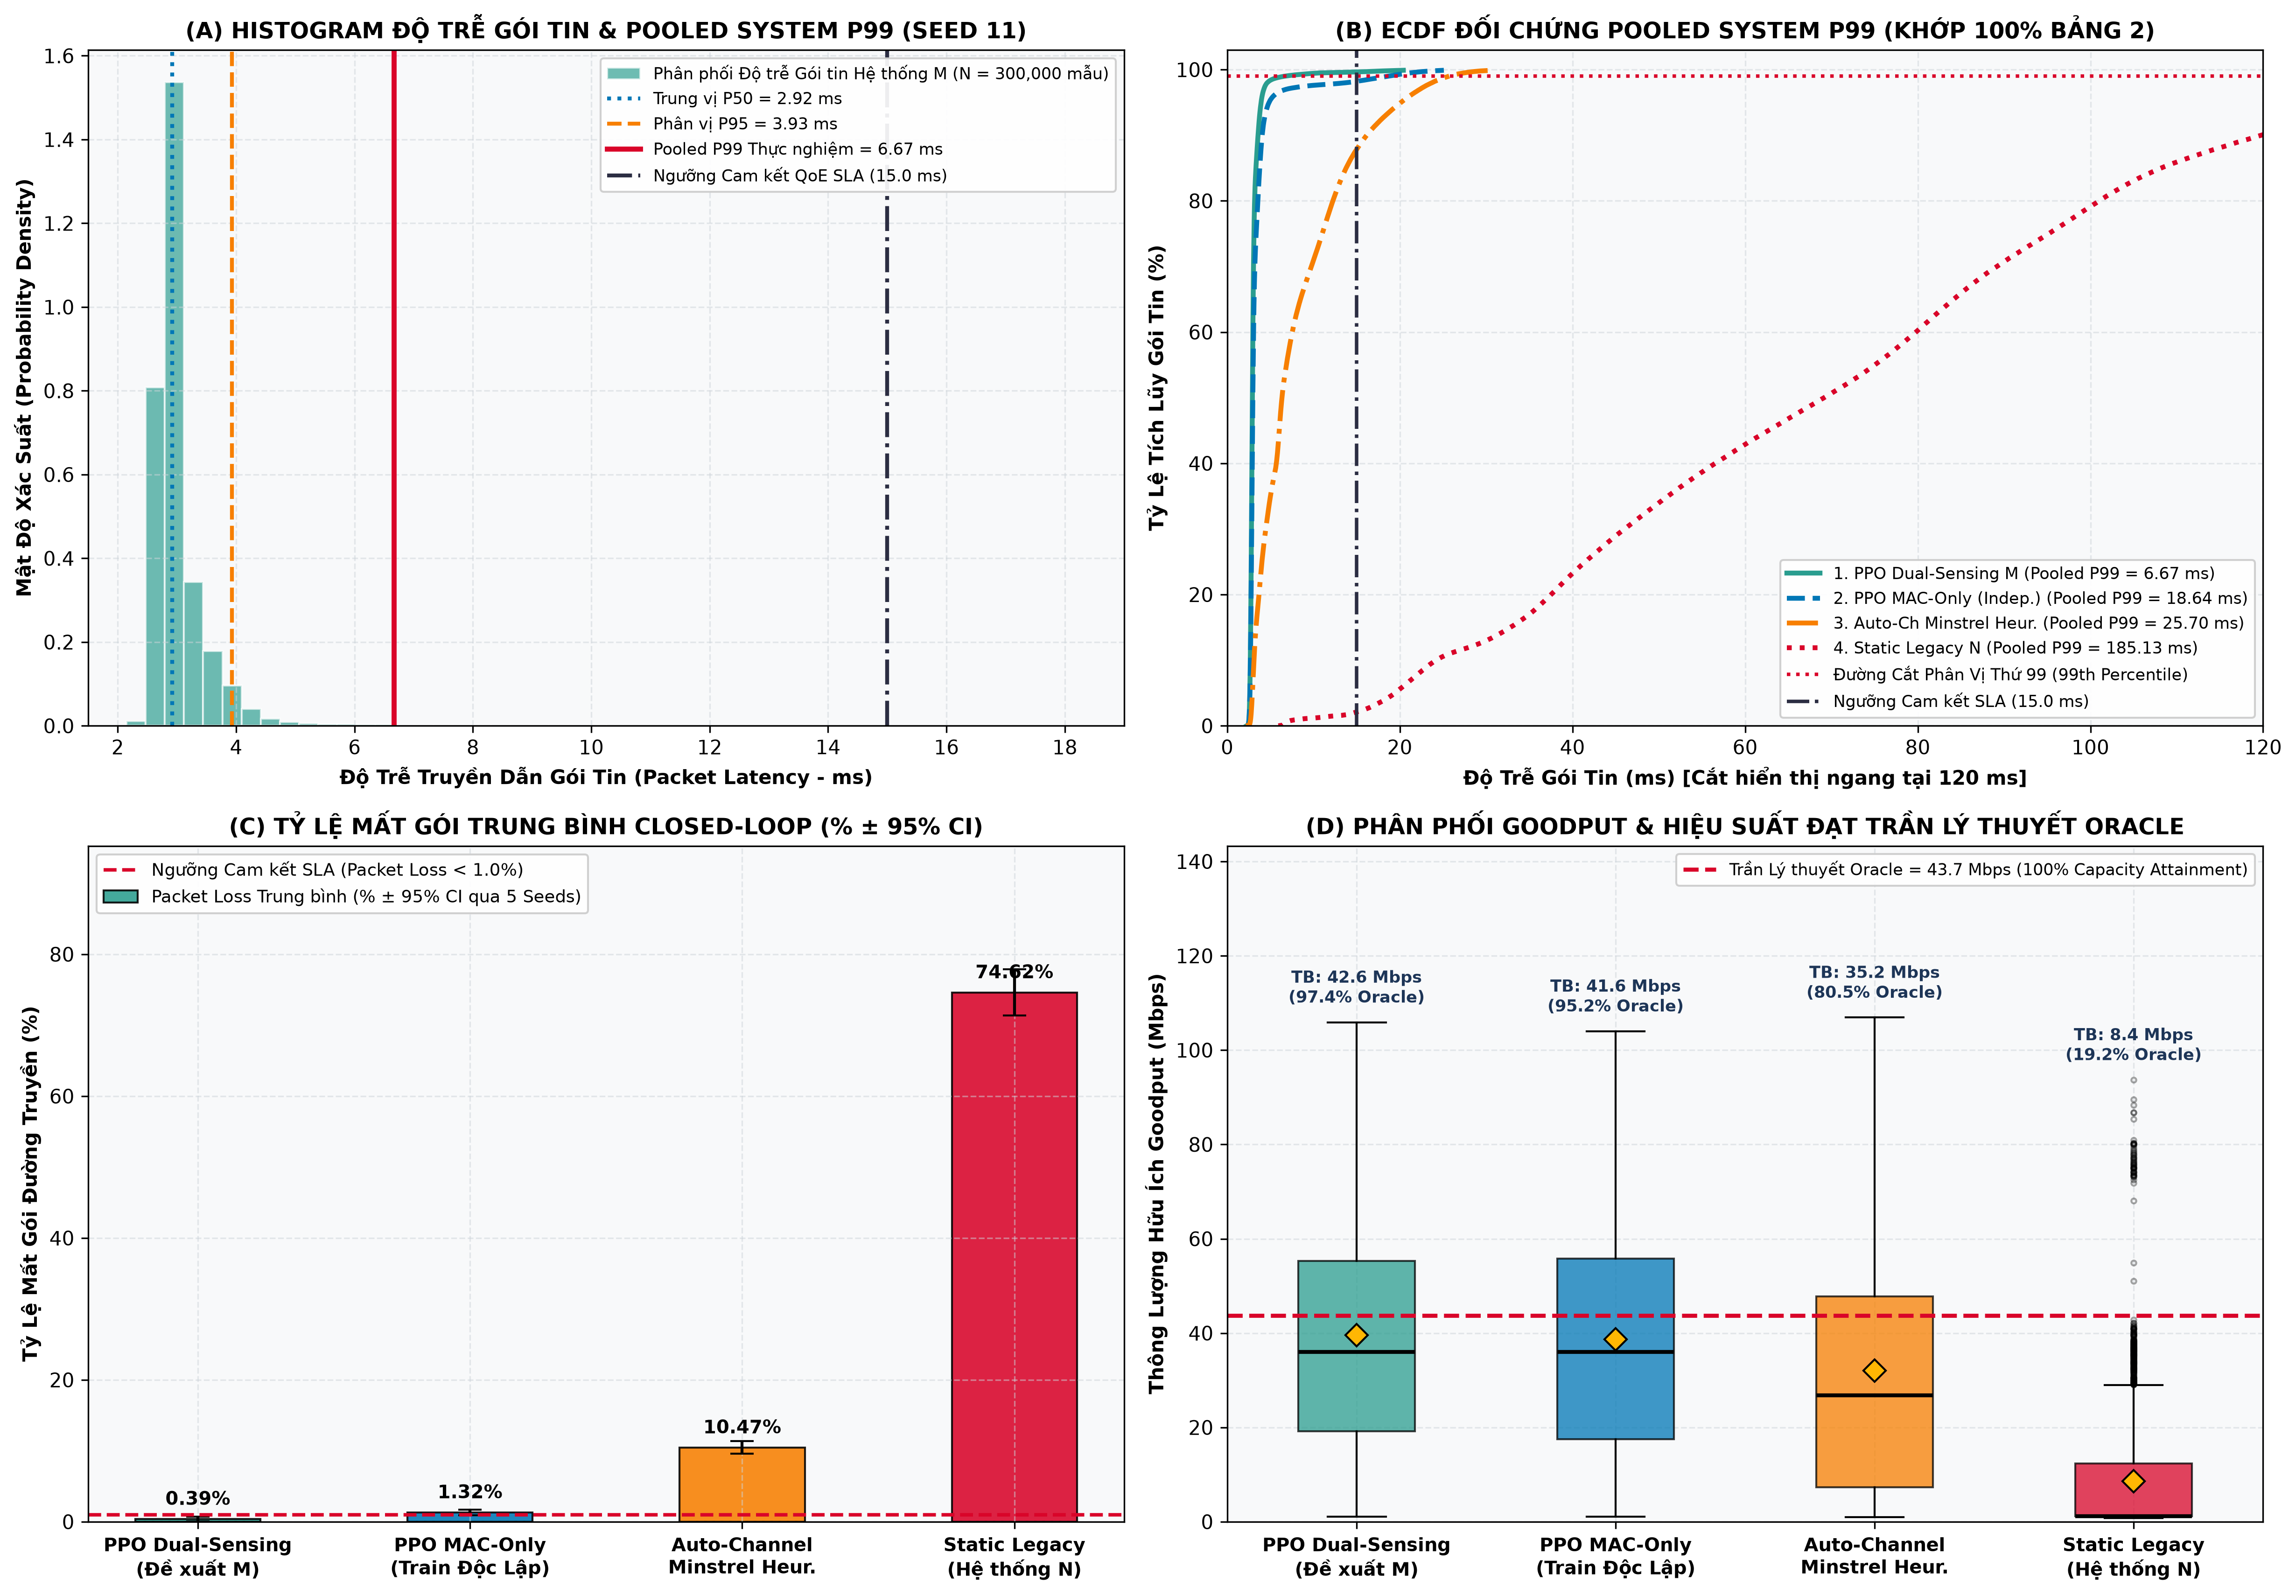 (A) HISTOGRAM ĐỘ TRỄ GÓI TIN & POOLED SYSTEM P99 (SEED 11)
Mật Độ Xác Suất (Probability Density)
1.6
1.4
1.2
1.0
0.8
0.6
0.4
0.2
0.0
Phân phối Độ trễ Gói tin Hệ thống M (N = 300,000 mẫu)
Trung vị P50 = 2.92 ms
Phân vị P95 = 3.93 ms
Pooled P99 Thực nghiệm = 6.67 ms
Ngưỡng Cam kết QoE SLA (15.0 ms)
2 4 6 8 10 12 14 16 18
Độ Trễ Truyền Dẫn Gói Tin (Packet Latency - ms)
(B) ECDF ĐỐI CHỨNG POOLED SYSTEM P99 (KHỚP 100% BẢNG 2)
Tỷ Lệ Tích Lũy Gói Tin (%)
100
80
60
40
20
0
1. PPO Dual-Sensing M (Pooled P99 = 6.67 ms)
2. PPO MAC-Only (Indep.) (Pooled P99 = 18.64 ms)
3. Auto-Ch Minstrel Heur. (Pooled P99 = 25.70 ms)
4. Static Legacy N (Pooled P99 = 185.13 ms)
Đường Cắt Phân Vị Thứ 99 (99th Percentile)
Ngưỡng Cam kết SLA (15.0 ms)
0 20 40 60 80 100 120
Độ Trễ Gói Tin (ms) [Cắt hiển thị ngang tại 120 ms]
(C) TỶ LỆ MẤT GÓI TRUNG BÌNH CLOSED-LOOP (% ± 95% CI)
Tỷ Lệ Mất Gói Đường Truyền (%)
80
60
40
20
0
Ngưỡng Cam kết SLA (Packet Loss < 1.0%)
Packet Loss Trung bình (% ± 95% CI qua 5 Seeds)
0.39%
1.32%
10.47%
74.62%
PPO Dual-Sensing
(Đề xuất M)
PPO MAC-Only
(Train Độc Lập)
Auto-Channel
Minstrel Heur.
Static Legacy
(Hệ thống N)
(D) PHÂN PHỐI GOODPUT & HIỆU SUẤT ĐẠT TRẦN LÝ THUYẾT ORACLE
Thông Lượng Hữu Ích Goodput (Mbps)
140
120
100
80
60
40
20
0
Trần Lý thuyết Oracle = 43.7 Mbps (100% Capacity Attainment)
TB: 42.6 Mbps
(97.4% Oracle)
TB: 41.6 Mbps
(95.2% Oracle)
TB: 35.2 Mbps
(80.5% Oracle)
TB: 8.4 Mbps
(19.2% Oracle)
PPO Dual-Sensing
(Đề xuất M)
PPO MAC-Only
(Train Độc Lập)
Auto-Channel
Minstrel Heur.
Static Legacy
(Hệ thống N)